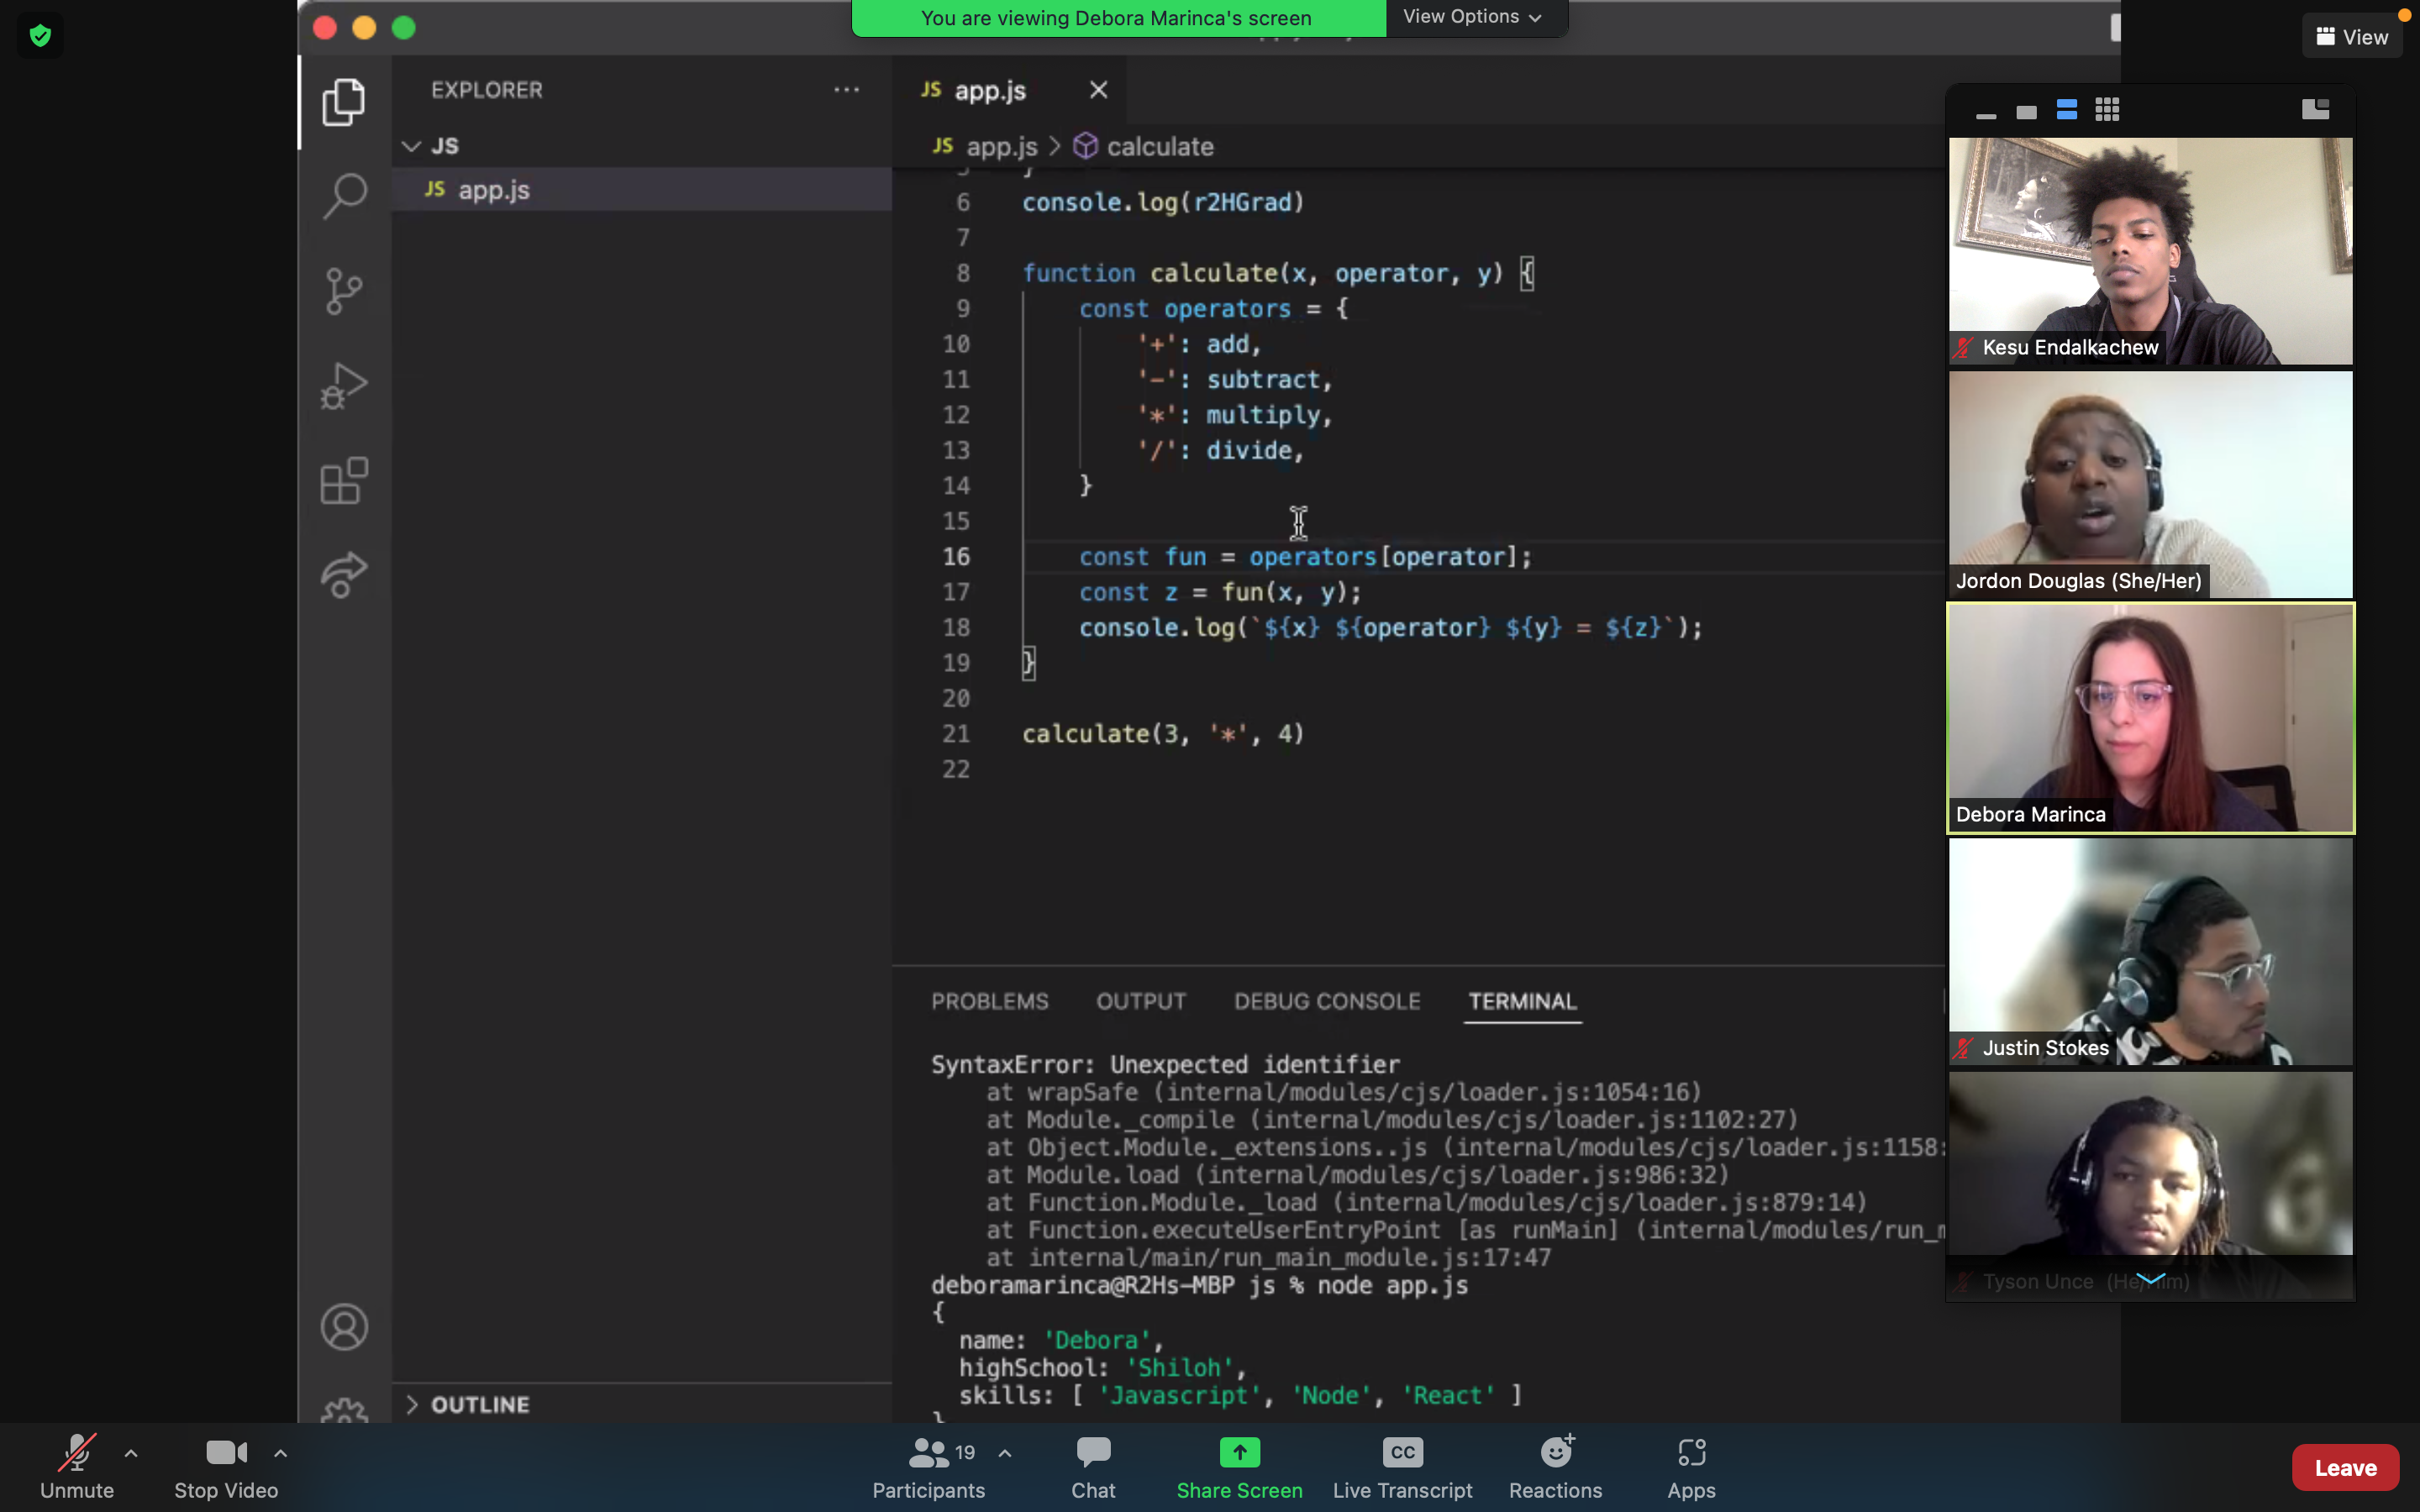 You are viewing Debora Marinca's screen
View Options
View
EXPLORER
JS
JS app.js
JS app.js
JS app.js > calculate
6 console.log(r2HGrad)
7
8 function calculate(x, operator, y) {
9 const operators = {
10 '+': add,
11 '-': subtract,
12 '*': multiply,
13 '/': divide,
14 }
15
16 const fun = operators[operator];
17 const z = fun(x, y);
18 console.log(`${x} ${operator} ${y} = ${z}`);
19 }
20
21 calculate(3, '*', 4)
22
PROBLEMS OUTPUT DEBUG CONSOLE TERMINAL
SyntaxError: Unexpected identifier
at wrapSafe (internal/modules/cjs/loader.js:1054:16)
at Module._compile (internal/modules/cjs/loader.js:1102:27)
at Object.Module._extensions..js (internal/modules/cjs/loader.js:1158:
at Module.load (internal/modules/cjs/loader.js:986:32)
at Function.Module._load (internal/modules/cjs/loader.js:879:14)
at Function.executeUserEntryPoint [as runMain] (internal/modules/run_m
at internal/main/run_main_module.js:17:47
deboramarinca@R2Hs-MBP js % node app.js
{
name: 'Debora',
highSchool: 'Shiloh',
skills: [ 'Javascript', 'Node', 'React' ]
}
OUTLINE
Kesu Endalkachew
Jordon Douglas (She/Her)
Debora Marinca
Justin Stokes
Tyson Unce (He/Him)
Unmute
Stop Video
19
Participants
Chat
Share Screen
CC
Live Transcript
Reactions
Apps
Leave